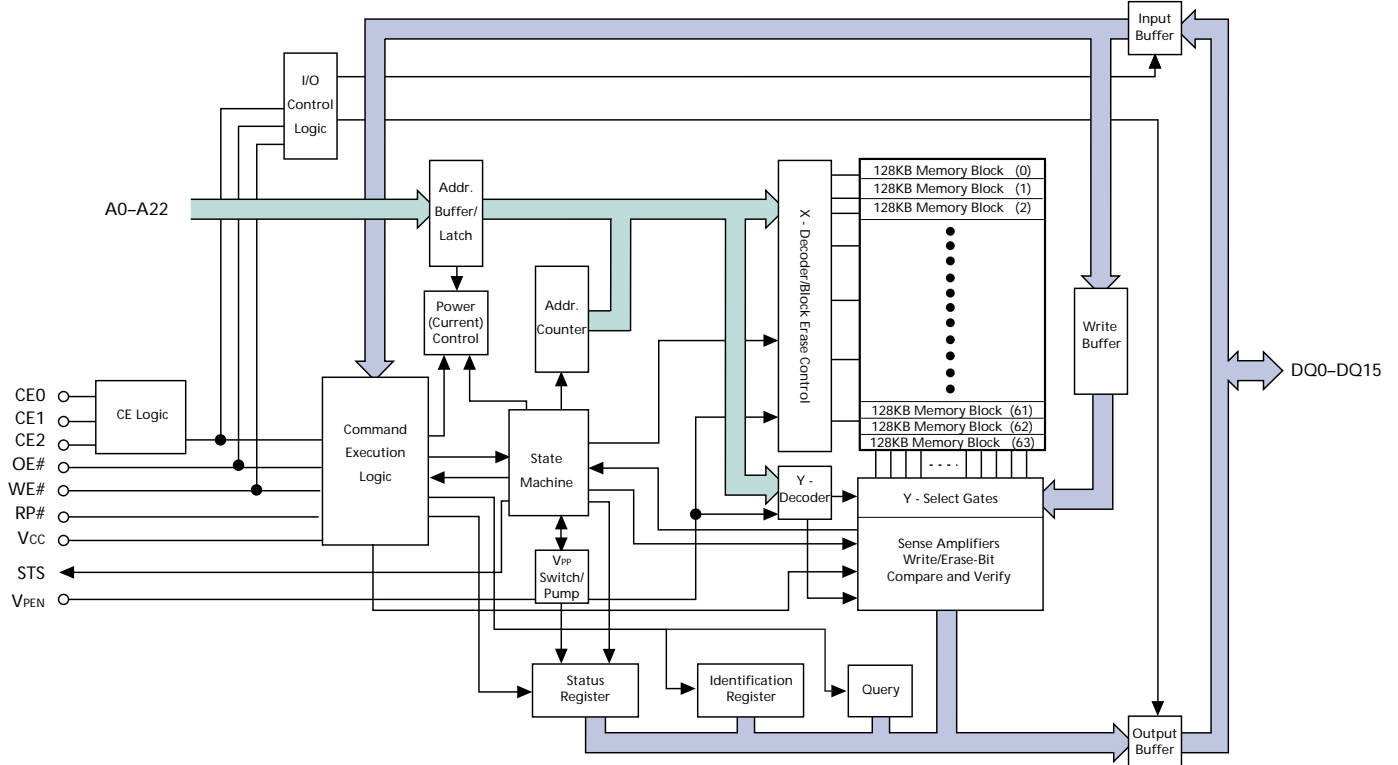 Input
Buffer
I/O
Control
Logic
A0–A22
Addr.
Buffer/
Latch
X - Decoder/Block Erase Control
128KB Memory Block (0)
128KB Memory Block (1)
128KB Memory Block (2)
Power
(Current)
Control
Addr.
Counter
Write
Buffer
DQ0–DQ15
CE0
CE1
CE2
OE#
WE#
RP#
VCC
STS
VPEN
CE Logic
Command
Execution
Logic
State
Machine
128KB Memory Block (61)
128KB Memory Block (62)
128KB Memory Block (63)
Y -
Decoder
Y - Select Gates
Sense Amplifiers
Write/Erase-Bit
Compare and Verify
VPP
Switch/
Pump
Status
Register
Identification
Register
Query
Output
Buffer